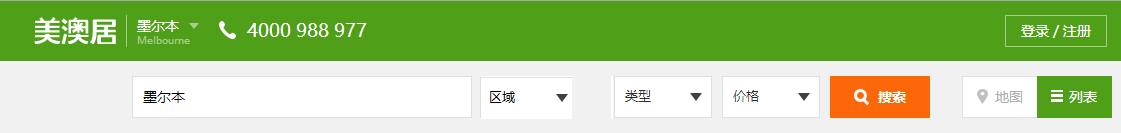 美澳居 墨尔本 4000 988 977 登录 / 注册
Melbourne
墨尔本 区域 类型 价格 搜索 地图 列表